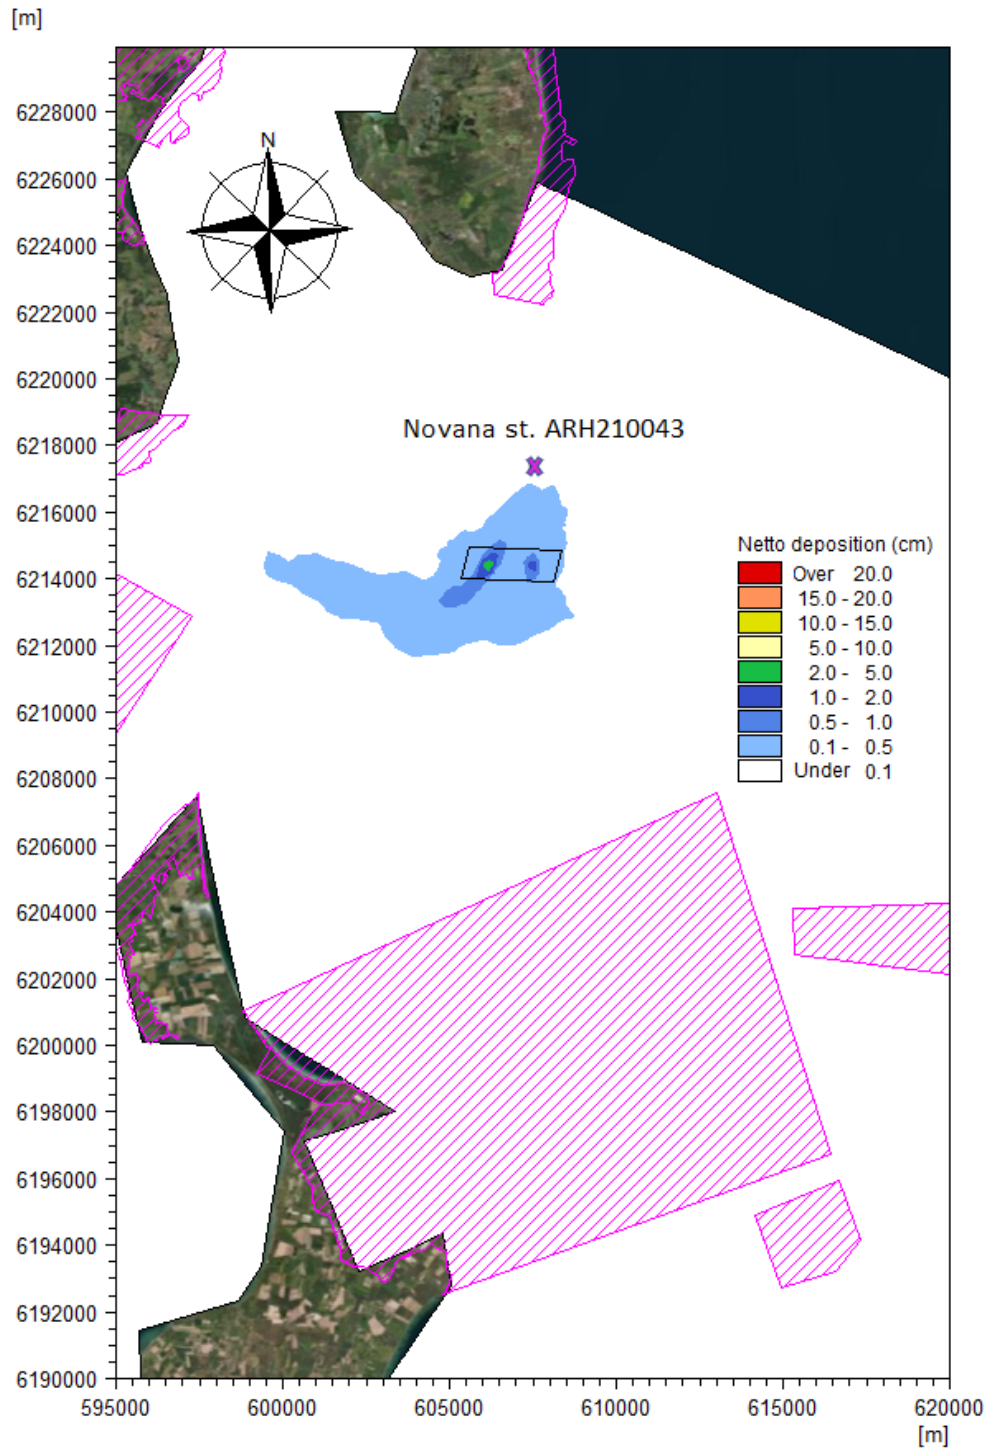 [m]
6228000
6226000
6224000
6222000
6220000
6218000
6216000
6214000
6212000
6210000
6208000
6206000
6204000
6202000
6200000
6198000
6196000
6194000
6192000
6190000
N
Novana st. ARH210043
Netto deposition (cm)
Over 20.0
15.0 - 20.0
10.0 - 15.0
5.0 - 10.0
2.0 - 5.0
1.0 - 2.0
0.5 - 1.0
0.1 - 0.5
Under 0.1
595000 600000 605000 610000 615000 620000
[m]